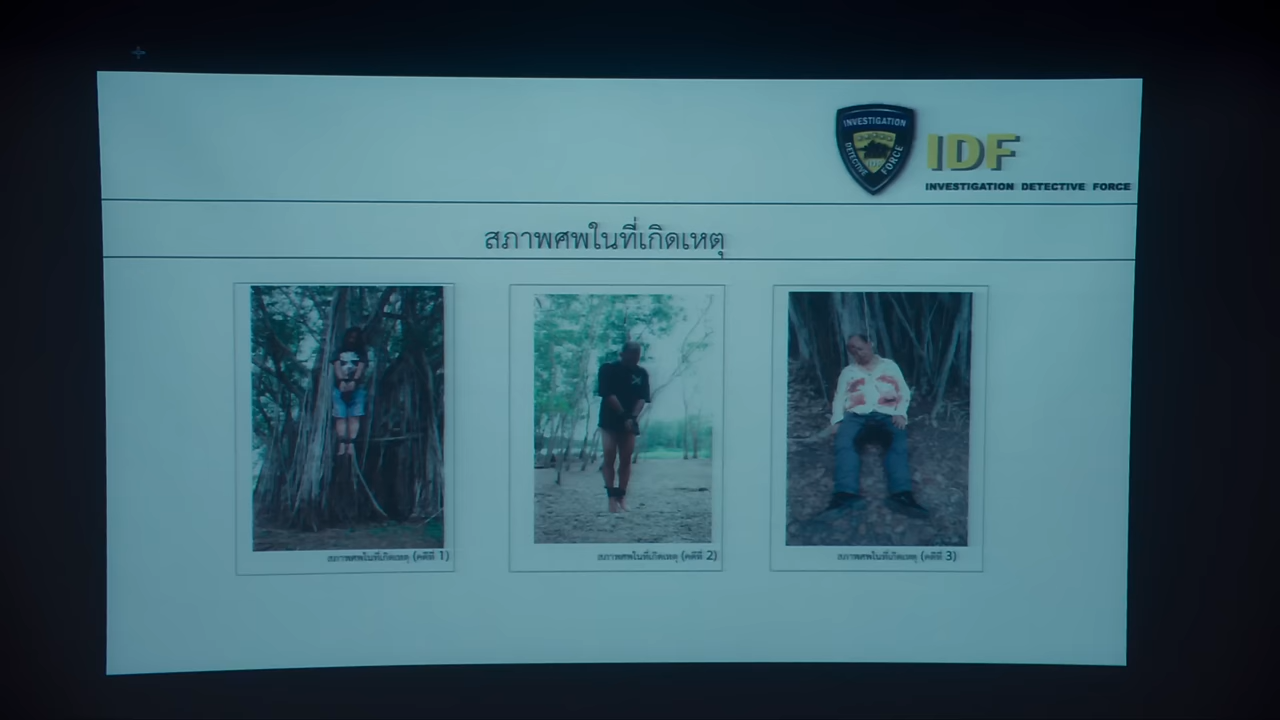 INVESTIGATION
DETECTIVE FORCE
IDF
INVESTIGATION DETECTIVE FORCE
สภาพศพในที่เกิดเหตุ
สภาพศพในที่เกิดเหตุ (คดีที่ 1)
สภาพศพในที่เกิดเหตุ (คดีที่ 2)
สภาพศพในที่เกิดเหตุ (คดีที่ 3)